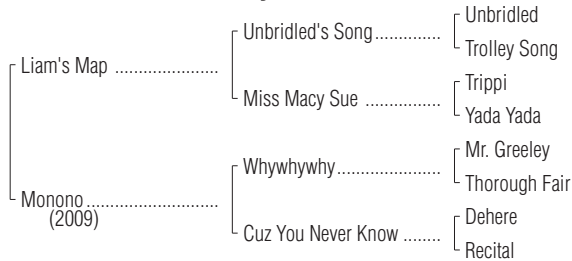 Unbridled
Unbridled's Song..............
Trolley Song
Liam's Map ......................
Trippi
Miss Macy Sue ................
Yada Yada
Mr. Greeley
Whywhywhy......................
Thorough Fair
Monono............................
(2009)
Dehere
Cuz You Never Know ........
Recital